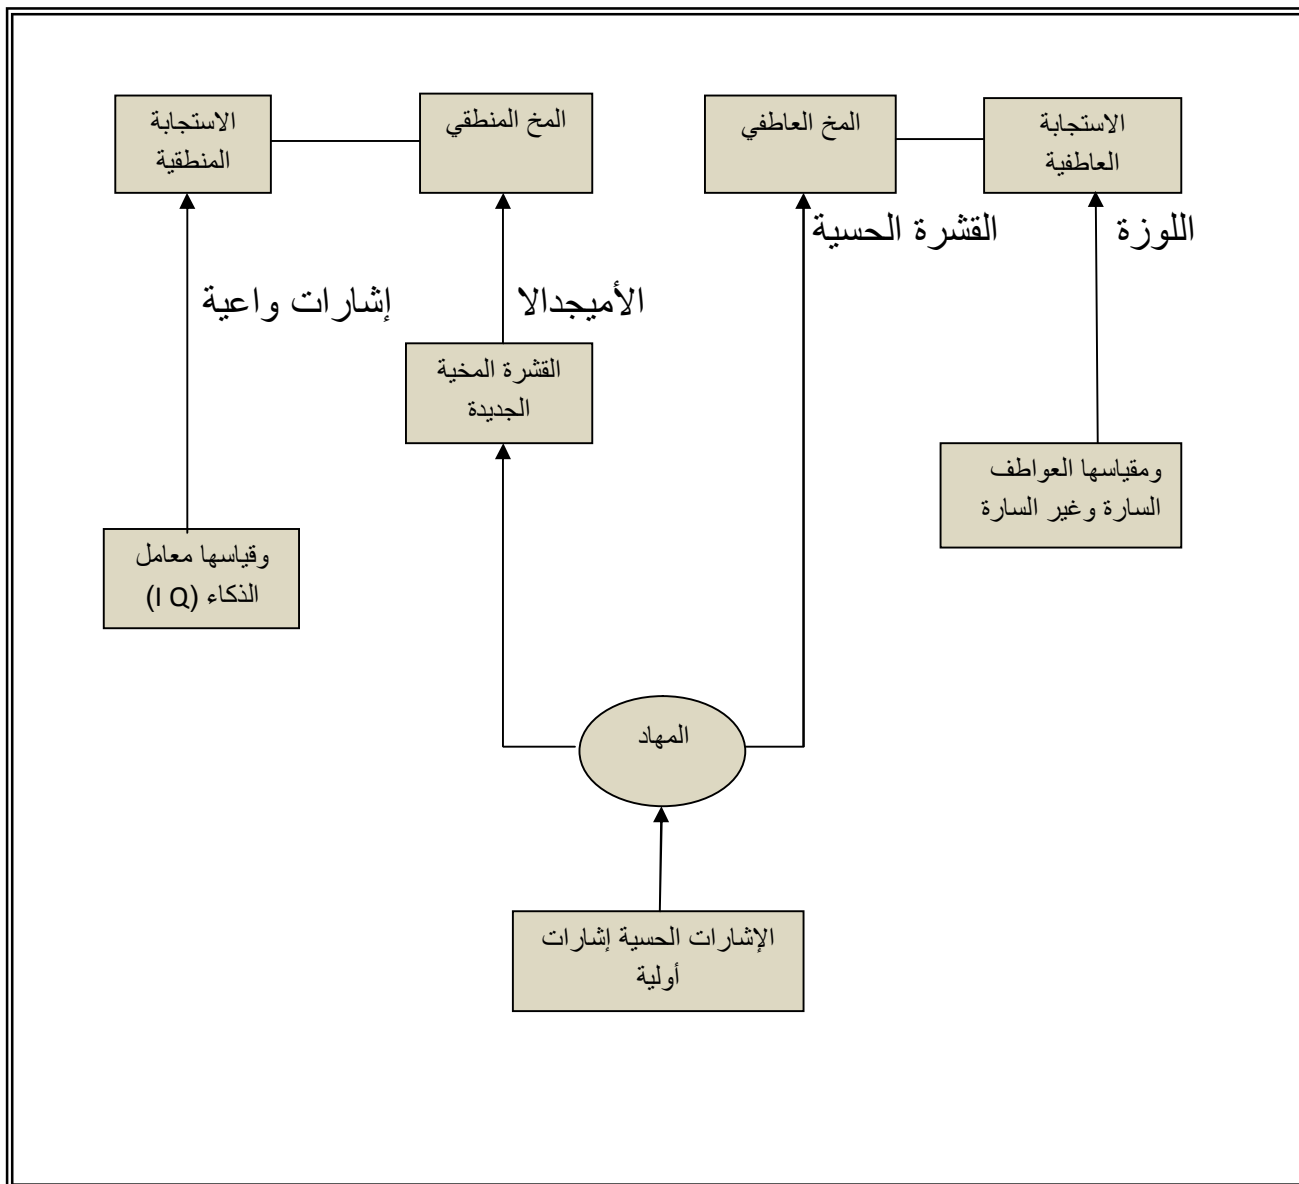 الاستجابة
العاطفية
المخ العاطفي
المخ المنطقي
الاستجابة
المنطقية
اللوزة
القشرة الحسية
الأميجدالا
إشارات واعية
القشرة المخية
الجديدة
ومقياسها العواطف
السارة وغير السارة
وقياسها معامل
الذكاء (I Q)
المهاد
الإشارات الحسية إشارات
أولية